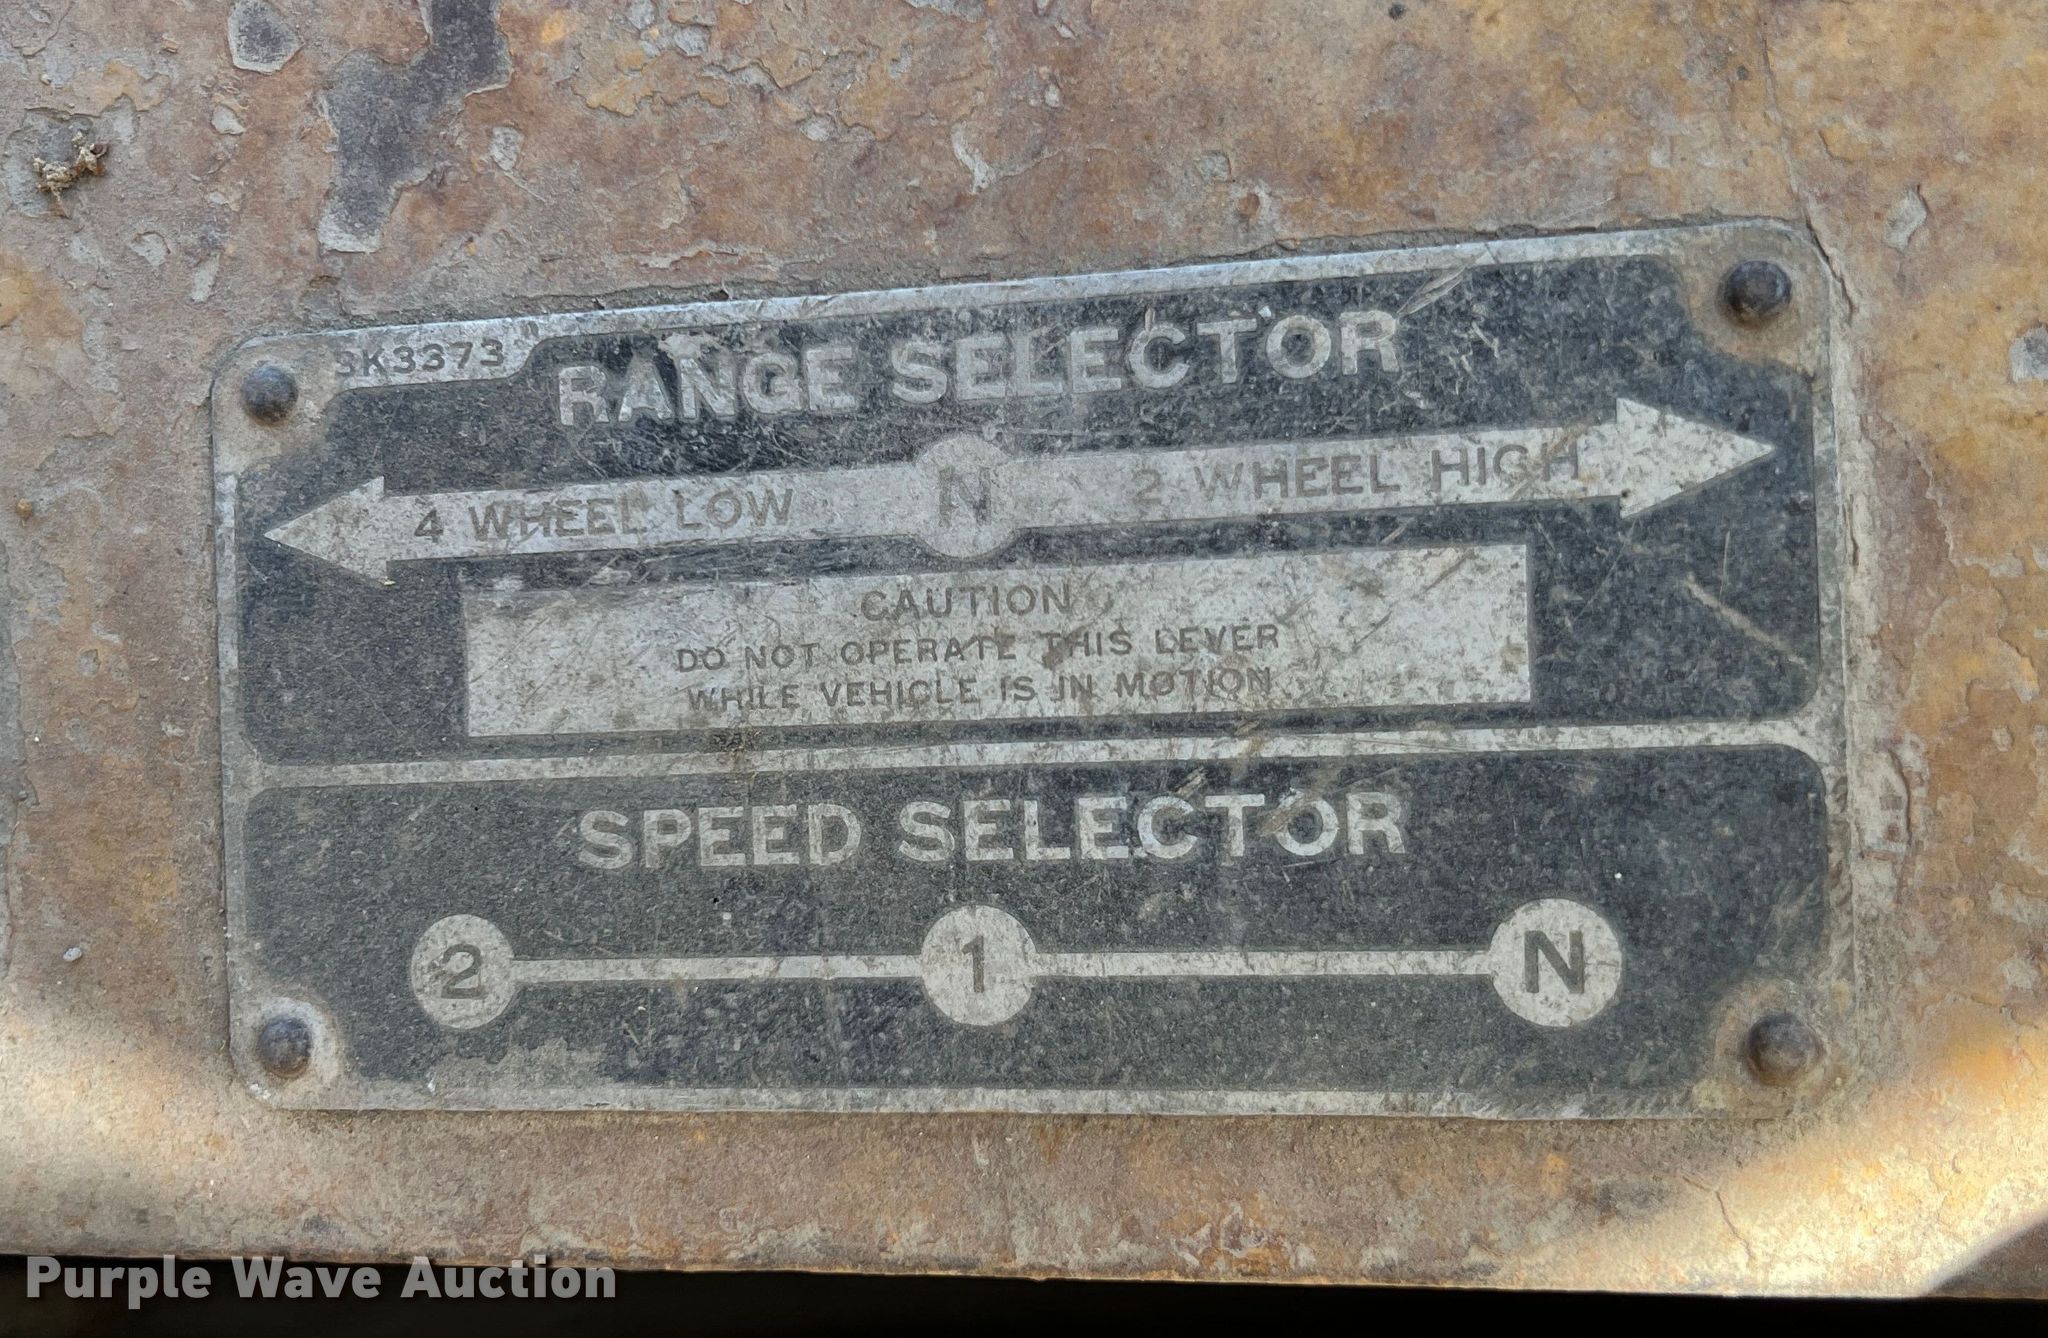 3K3373
RANGE SELECTOR
4 WHEEL LOW N 2 WHEEL HIGH
CAUTION
DO NOT OPERATE THIS LEVER
WHILE VEHICLE IS IN MOTION
SPEED SELECTOR
2 1 N
Purple Wave Auction